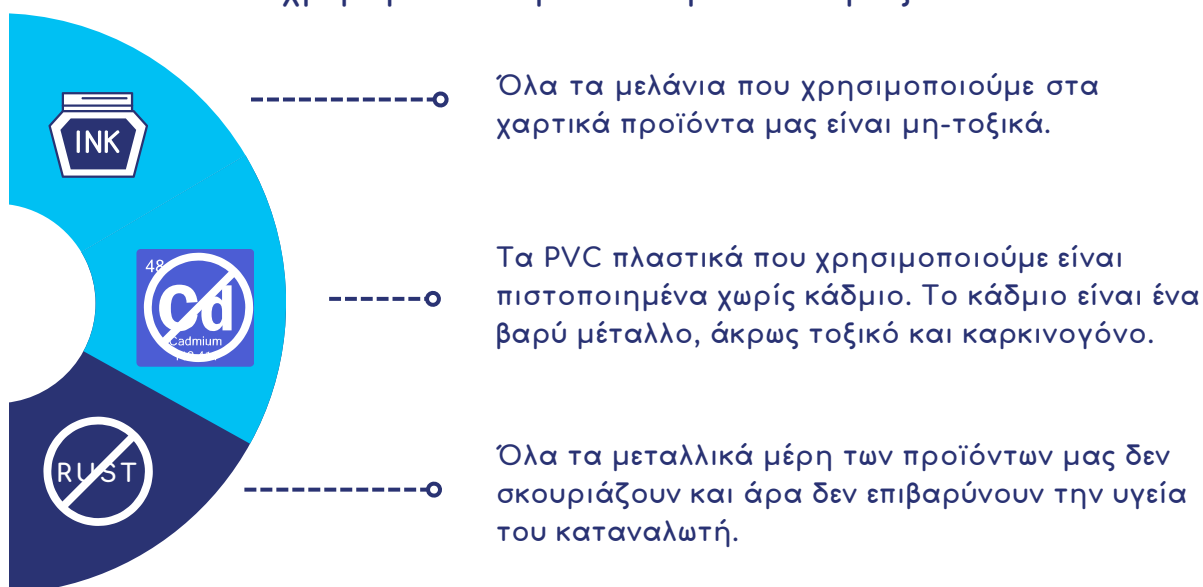 Όλα τα μελάνια που χρησιμοποιούμε στα
χαρτικά προϊόντα μας είναι μη-τοξικά.
INK
Τα PVC πλαστικά που χρησιμοποιούμε είναι
πιστοποιημένα χωρίς κάδμιο. Το κάδμιο είναι ένα
βαρύ μέταλλο, άκρως τοξικό και καρκινογόνο.
48
Cd
Cadmium
Όλα τα μεταλλικά μέρη των προϊόντων μας δεν
σκουριάζουν και άρα δεν επιβαρύνουν την υγεία
του καταναλωτή.
RUST